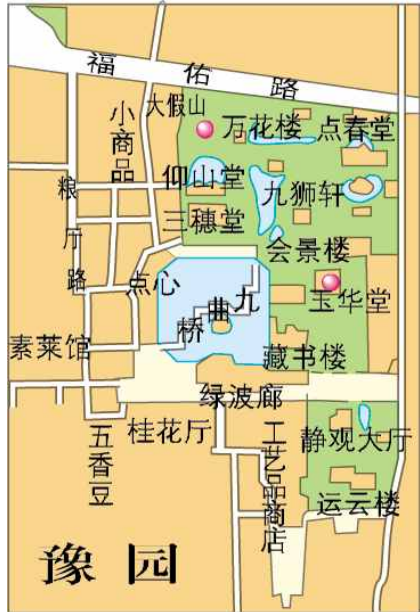 福佑路
大假山
小商品
万花楼
点春堂
粮厅路
仰山堂
九狮轩
三穗堂
会景楼
点心
九曲桥
玉华堂
素莱馆
藏书楼
绿波廊
五香豆
桂花厅
工艺品商店
静观大厅
运云楼
豫园